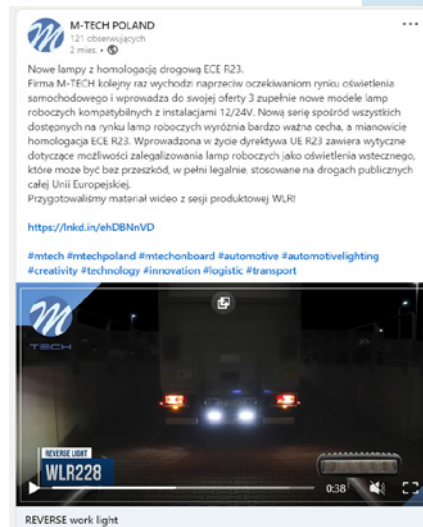 M-TECH POLAND
121 obserwujących
2 mies. •
Nowe lampy z homologacją drogową ECE R23.
Firma M-TECH kolejny raz wychodzi naprzeciw oczekiwaniom rynku oświetlenia
samochodowego i wprowadza do swojej oferty 3 zupełnie nowe modele lamp
roboczych kompatybilnych z instalacjami 12/24V. Nową serię spośród wszystkich
dostępnych na rynku lamp roboczych wyróżnia bardzo ważna cecha, a mianowicie
homologacja ECE R23. Wprowadzona w życie dyrektywa UE R23 zawiera wytyczne
dotyczące możliwości zalegalizowania lamp roboczych jako oświetlenia wstecznego,
które może być bez przeszkód, w pełni legalnie, stosowane na drogach publicznych
całej Unii Europejskiej.
Przygotowaliśmy materiał wideo z sesji produktowej WLR!
https://lnkd.in/ehDBNnVD
#mtech #mtechpoland #mtechonboard #automotive #automotivelighting
#creativity #technology #innovation #logistic #transport
M
TECH
REVERSE LIGHT
WLR228
0:38
REVERSE work light